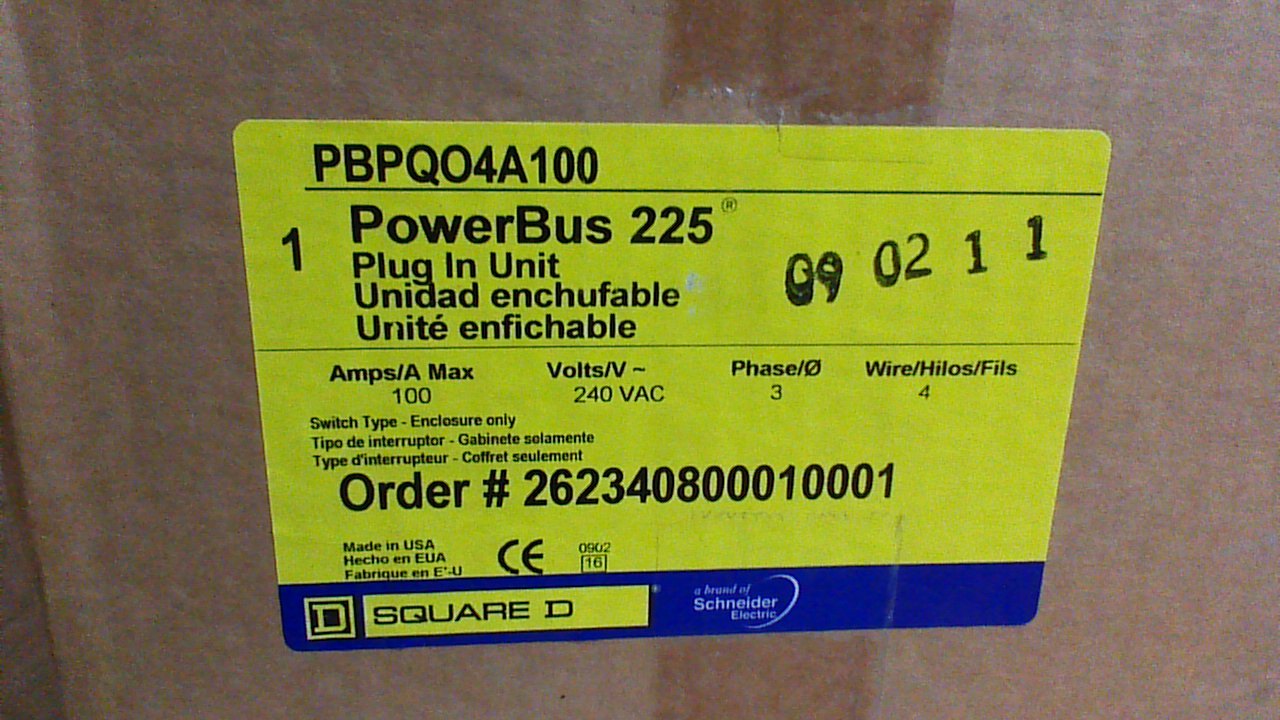 PBPQO4A100
1
PowerBus 225®
Plug In Unit
Unidad enchufable
Unité enfichable
09 02 1 1
Amps/A Max Volts/V ~ Phase/Ø Wire/Hilos/Fils
100 240 VAC 3 4
Switch Type - Enclosure only
Tipo de interruptor - Gabinete solamente
Type d'interrupteur - Coffret seulement
Order # 262340800010001
Made in USA
Hecho en EUA
Fabrique en E'-U
CE
0902
16
D SQUARE D®
a brand of
Schneider
Electric